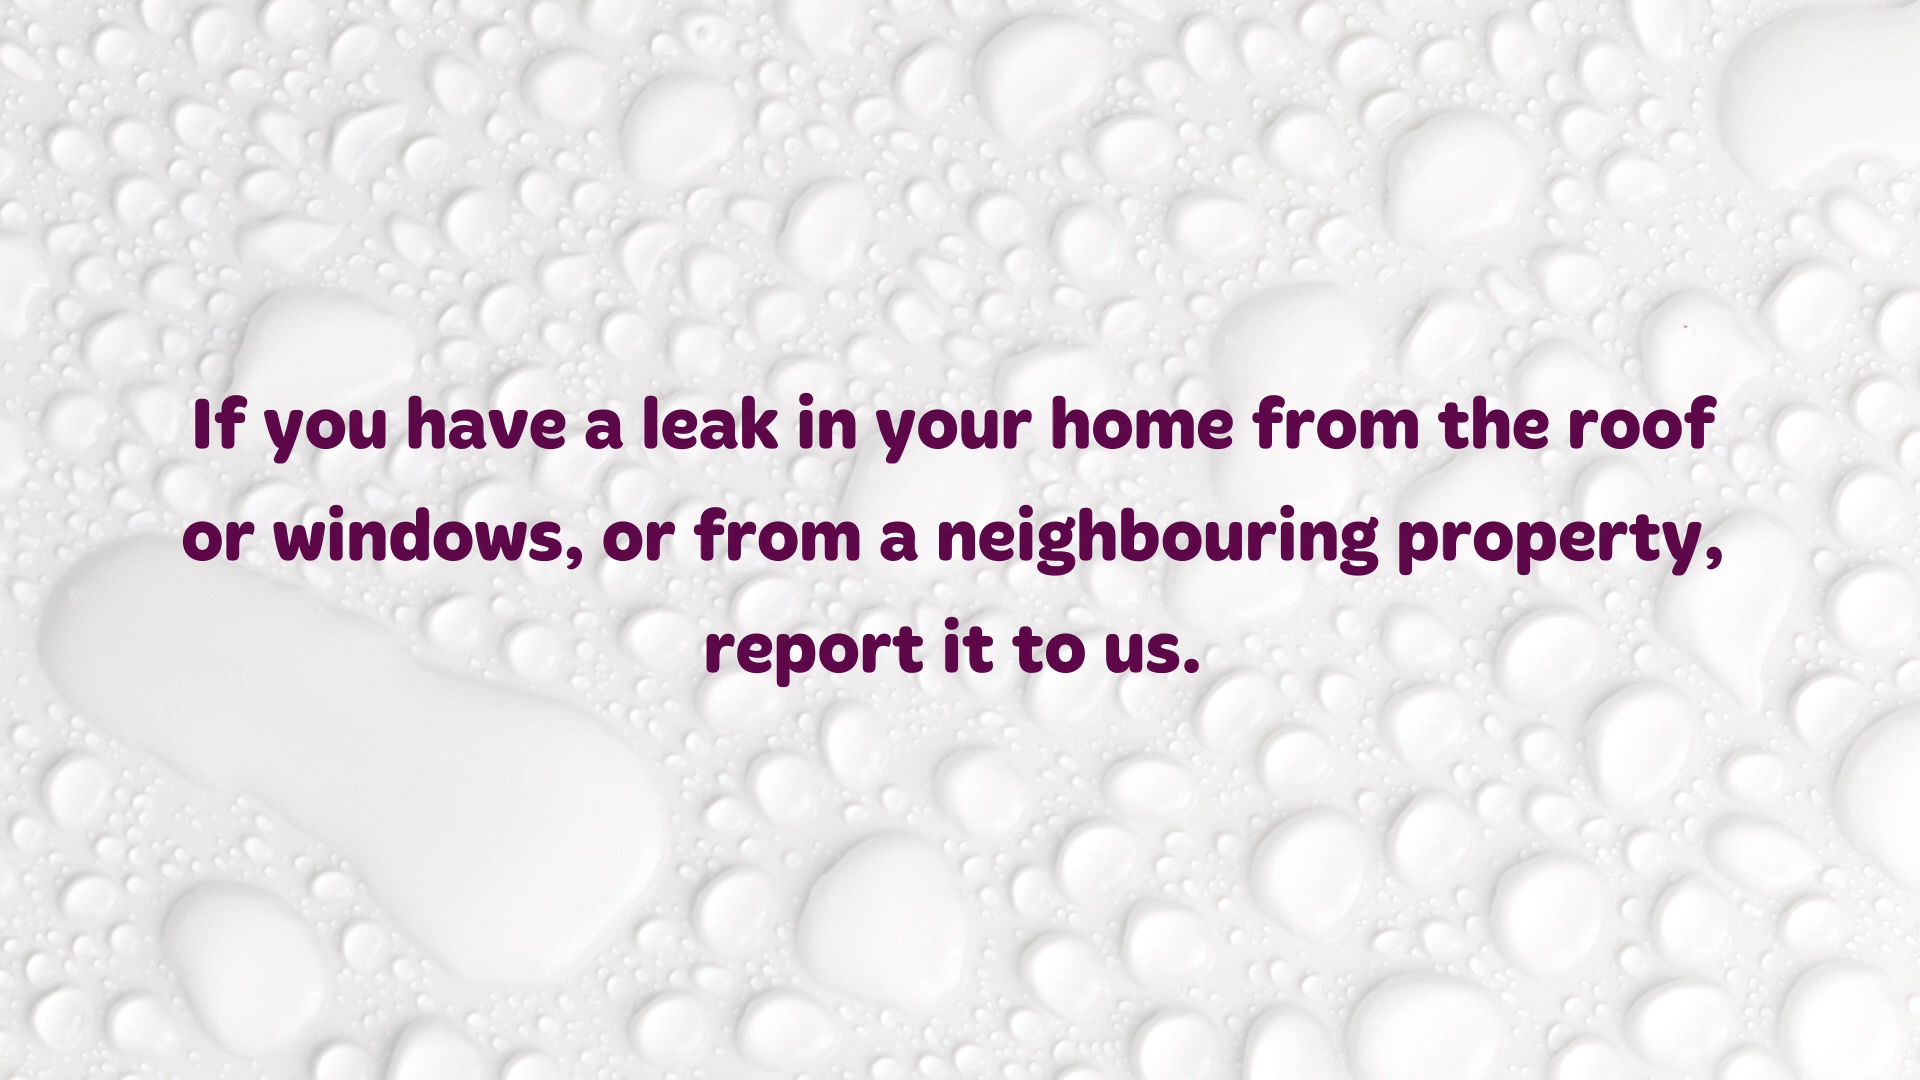 If you have a leak in your home from the roof
or windows, or from a neighbouring property,
report it to us.